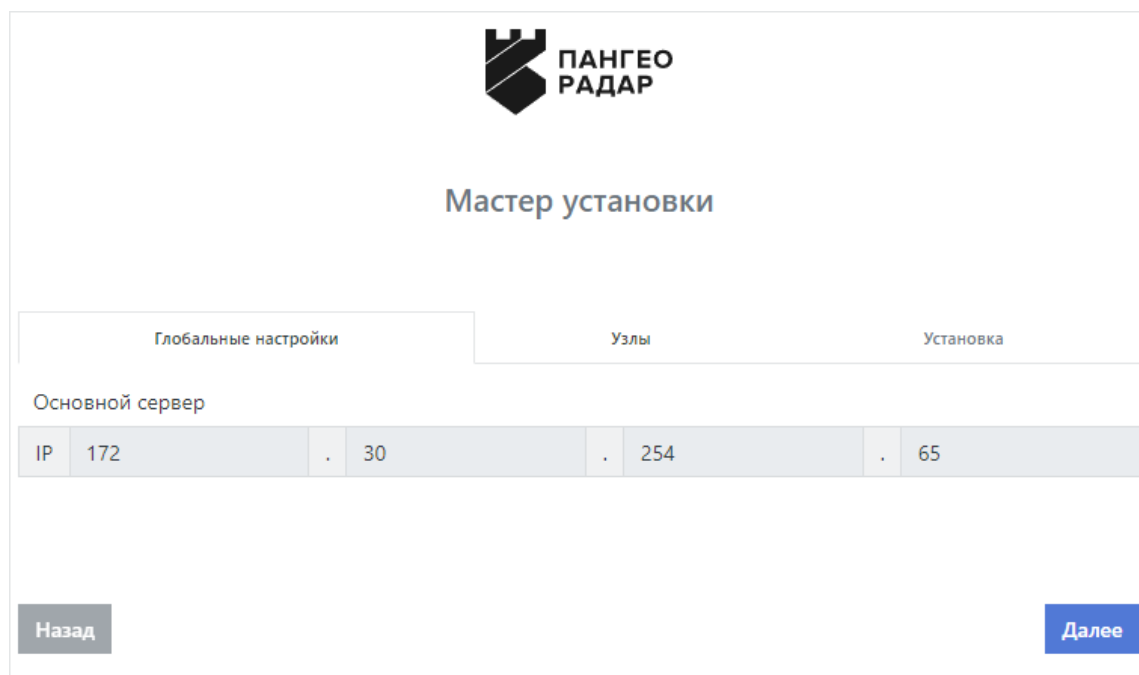 ПАНГЕО
РАДАР
Мастер установки
Глобальные настройки Узлы Установка
Основной сервер
IP 172 . 30 . 254 . 65
Назад Далее